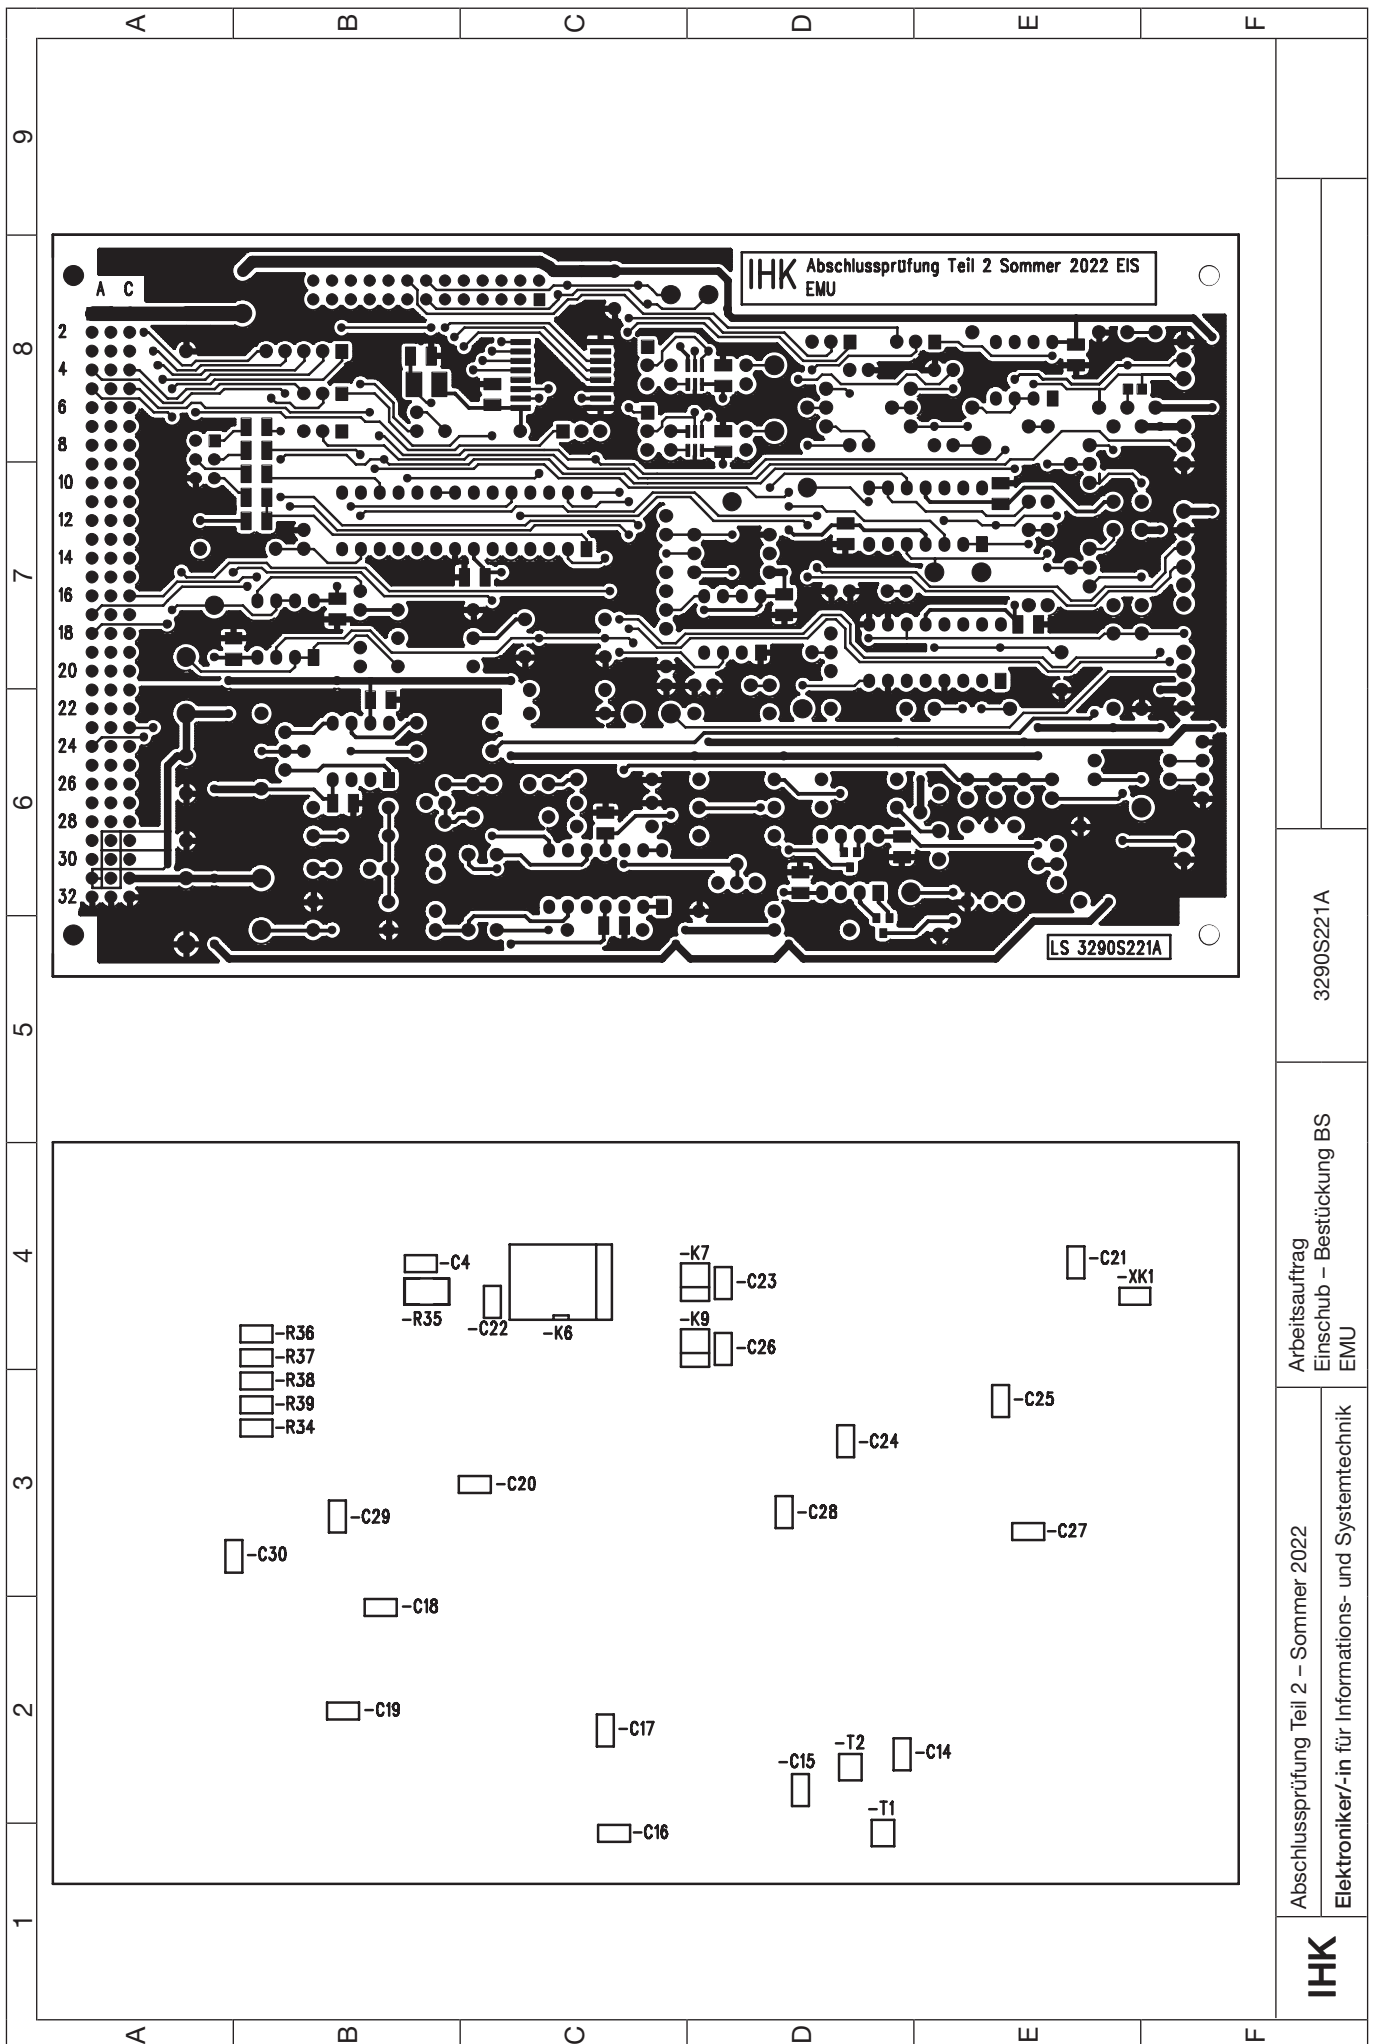 A
B
C
D
E
F
9
8
7
6
5
4
3
2
1
IHK
Abschlussprüfung Teil 2 Sommer 2022 EIS
EMU
A C
2
4
6
8
10
12
14
16
18
20
22
24
26
28
30
32
LS 3290S221A
-C4
-R35
-C22
-K6
-K7
-C23
-K9
-C26
-C21
-XK1
-R36
-R37
-R38
-R39
-R34
-C25
-C24
-C20
-C29
-C28
-C27
-C30
-C18
-C19
-C17
-C15
-T2
-C14
-T1
-C16
IHK
Abschlussprüfung Teil 2 – Sommer 2022
Elektroniker/-in für Informations- und Systemtechnik
Arbeitsauftrag
Einschub – Bestückung BS
EMU
3290S221A
A
B
C
D
E
F